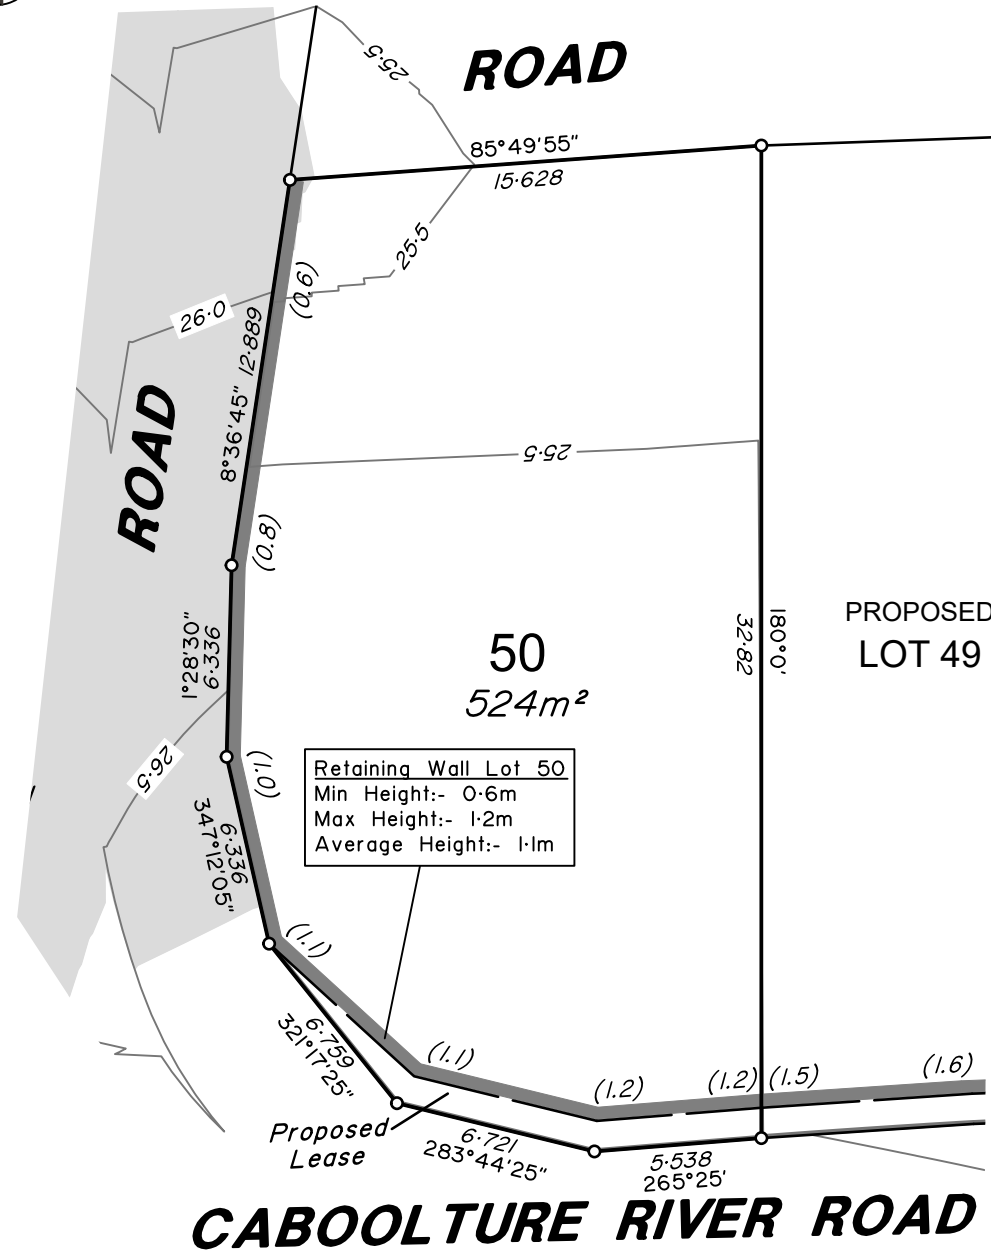 ROAD
25·5
85°49'55"
15·628
25·5
(0.6)
26·0
12·889
8°36'45"
ROAD
25·5
(0.8)
1°28'30"
6·336
50
524m²
32·82
180°0'
PROPOSED
LOT 49
26·5
(1.0)
Retaining Wall Lot 50
Min Height:- 0·6m
Max Height:- 1·2m
Average Height:- 1·1m
6·336
347°12'05"
(1.1)
6·759
321°17'25"
(1.1)
(1.2)
(1.2)
(1.5)
(1.6)
Proposed
Lease
6·721
283°44'25"
5·538
265°25'
CABOOLTURE RIVER ROAD